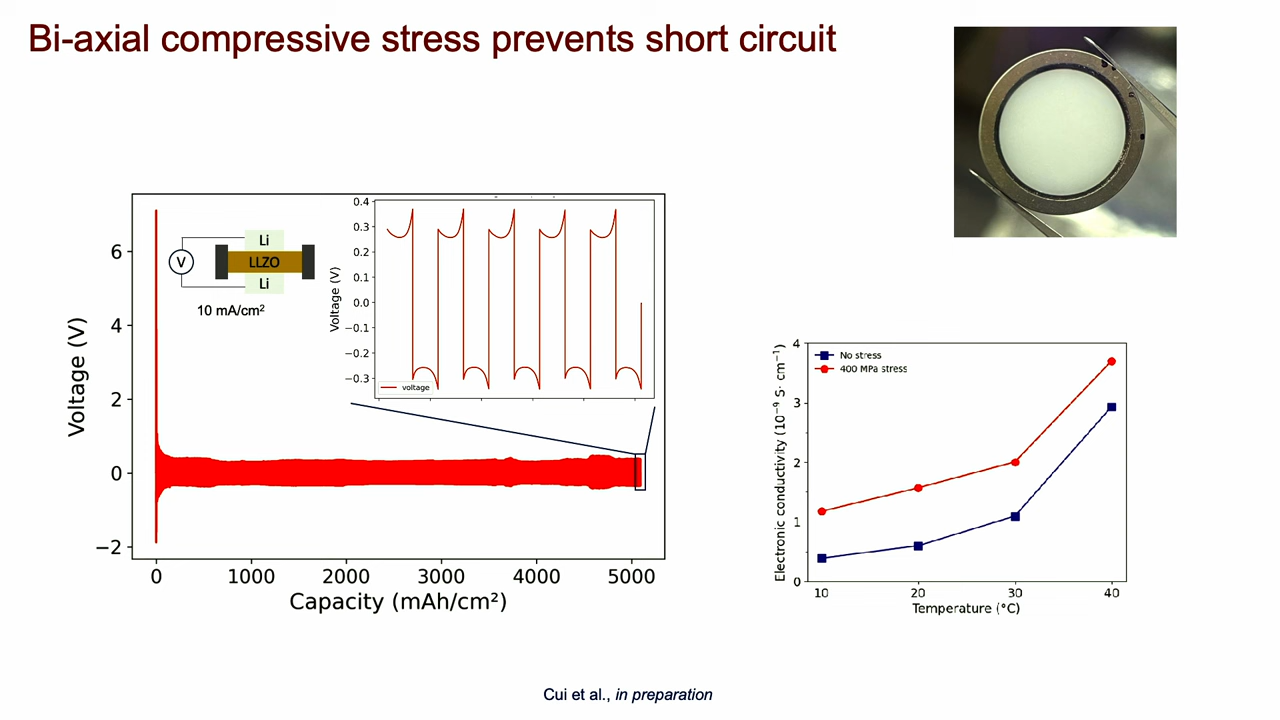 Bi-axial compressive stress prevents short circuit
Voltage (V)
6
4
2
0
−2
0 1000 2000 3000 4000 5000
Capacity (mAh/cm²)
V
Li
LLZO
Li
10 mA/cm²
Voltage (V)
0.4
0.3
0.2
0.1
0.0
−0.1
−0.2
−0.3
voltage
Electronic conductivity (10⁻⁹ S· cm⁻¹)
4
3
2
1
0
No stress
400 MPa stress
10 20 30 40
Temperature (°C)
Cui et al., in preparation